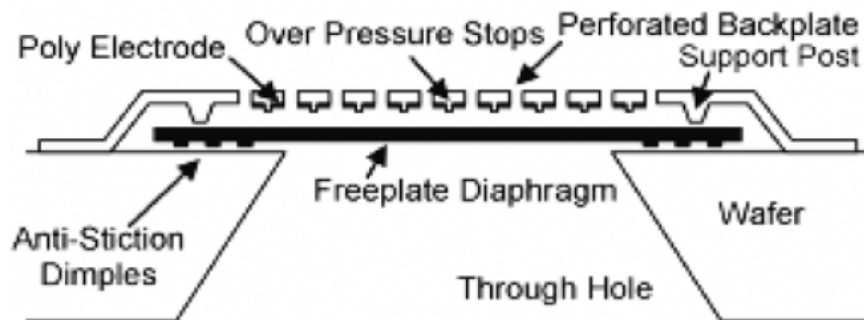 Poly Electrode
Over Pressure Stops
Perforated Backplate
Support Post
Freeplate Diaphragm
Anti-Stiction
Dimples
Wafer
Through Hole